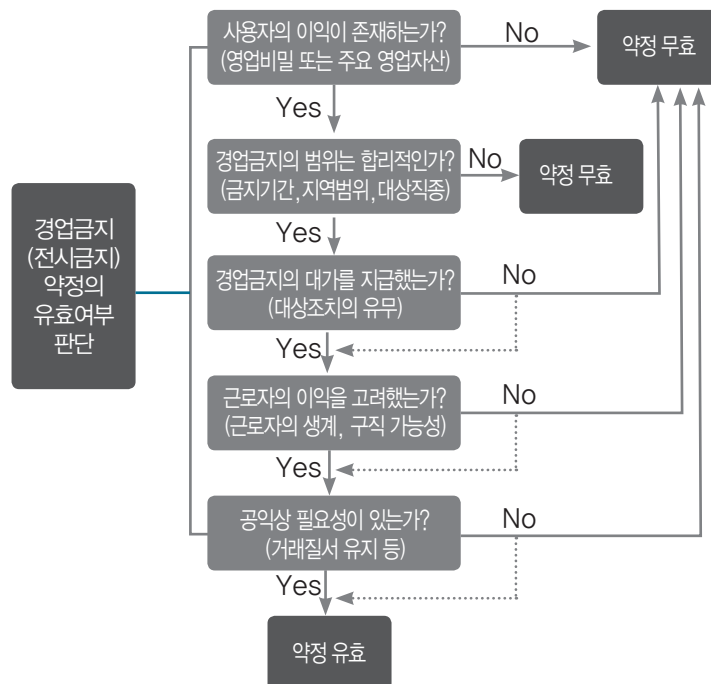 사용자의 이익이 존재하는가?
(영업비밀 또는 주요 영업자산)
No
약정 무효
Yes
경업금지의 범위는 합리적인가?
(금지기간, 지역범위, 대상직종)
No
약정 무효
Yes
경업금지
(전시금지)
약정의
유효여부
판단
경업금지의 대가를 지급했는가?
(대상조치의 유무)
No
Yes
근로자의 이익을 고려했는가?
(근로자의 생계, 구직 가능성)
No
Yes
공익상 필요성이 있는가?
(거래질서 유지 등)
No
Yes
약정 유효